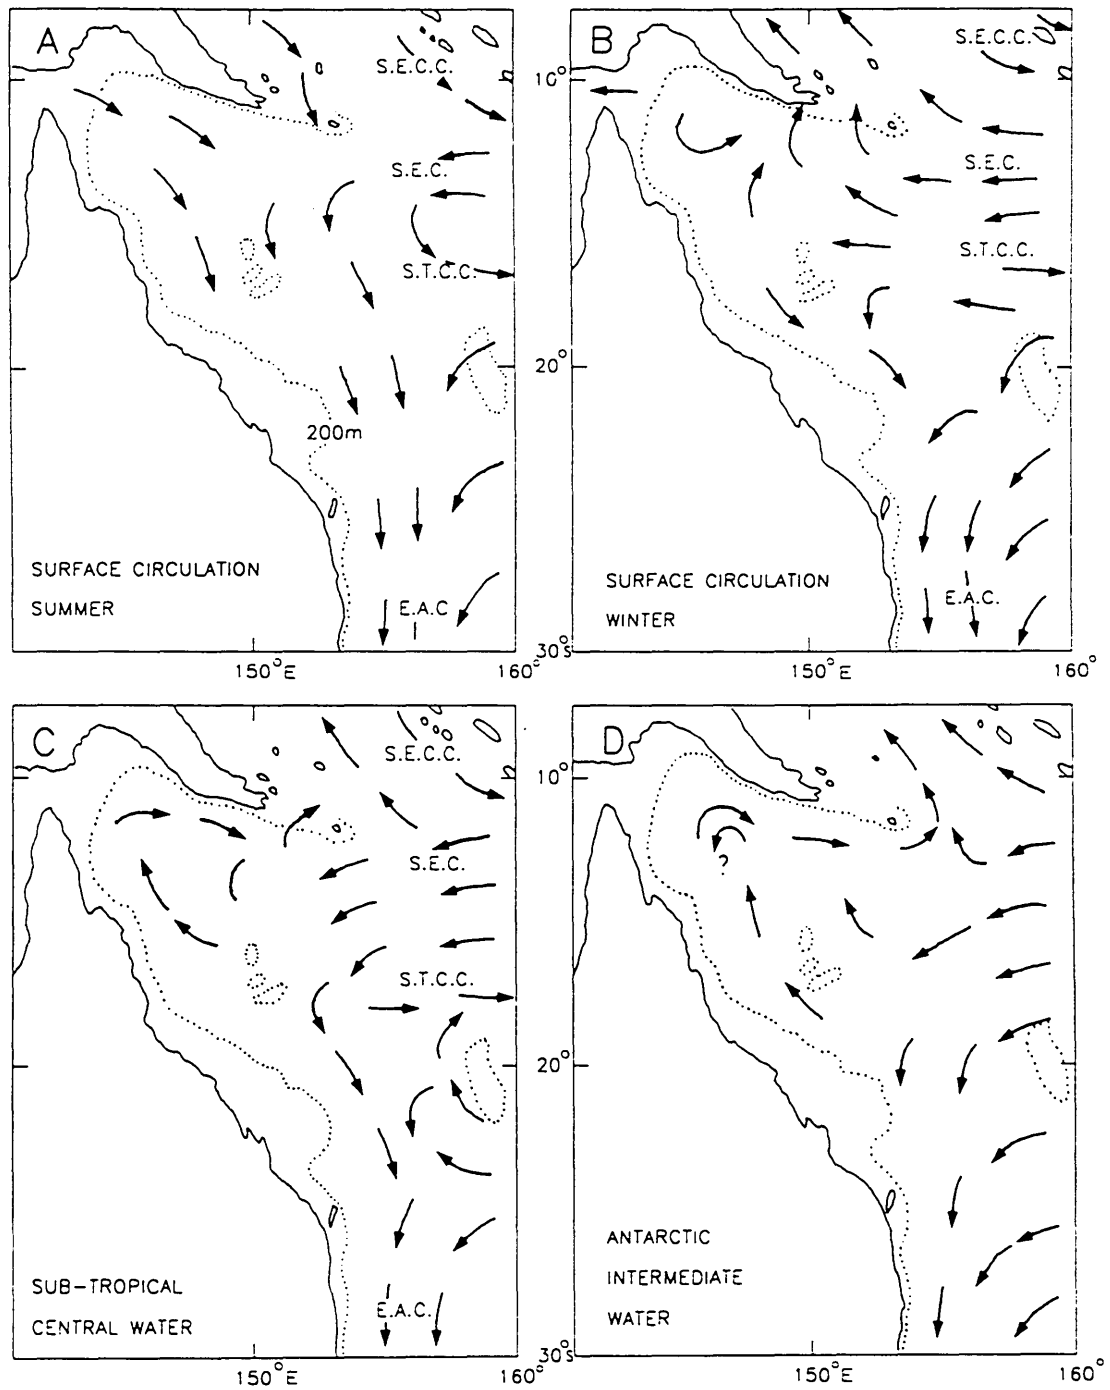 A
S.E.C.C.
S.E.C.
S.T.C.C.
200m
SURFACE CIRCULATION
SUMMER
E.A.C
150°E
160°
B
S.E.C.C.
10°
S.E.C.
S.T.C.C.
20°
SURFACE CIRCULATION
WINTER
E.A.C.
30°s
150°E
160°
C
S.E.C.C.
S.E.C.
S.T.C.C.
SUB-TROPICAL
CENTRAL WATER
E.A.C.
150°E
160°
D
10°
?
20°
ANTARCTIC
INTERMEDIATE
WATER
30°s
150°E
160°